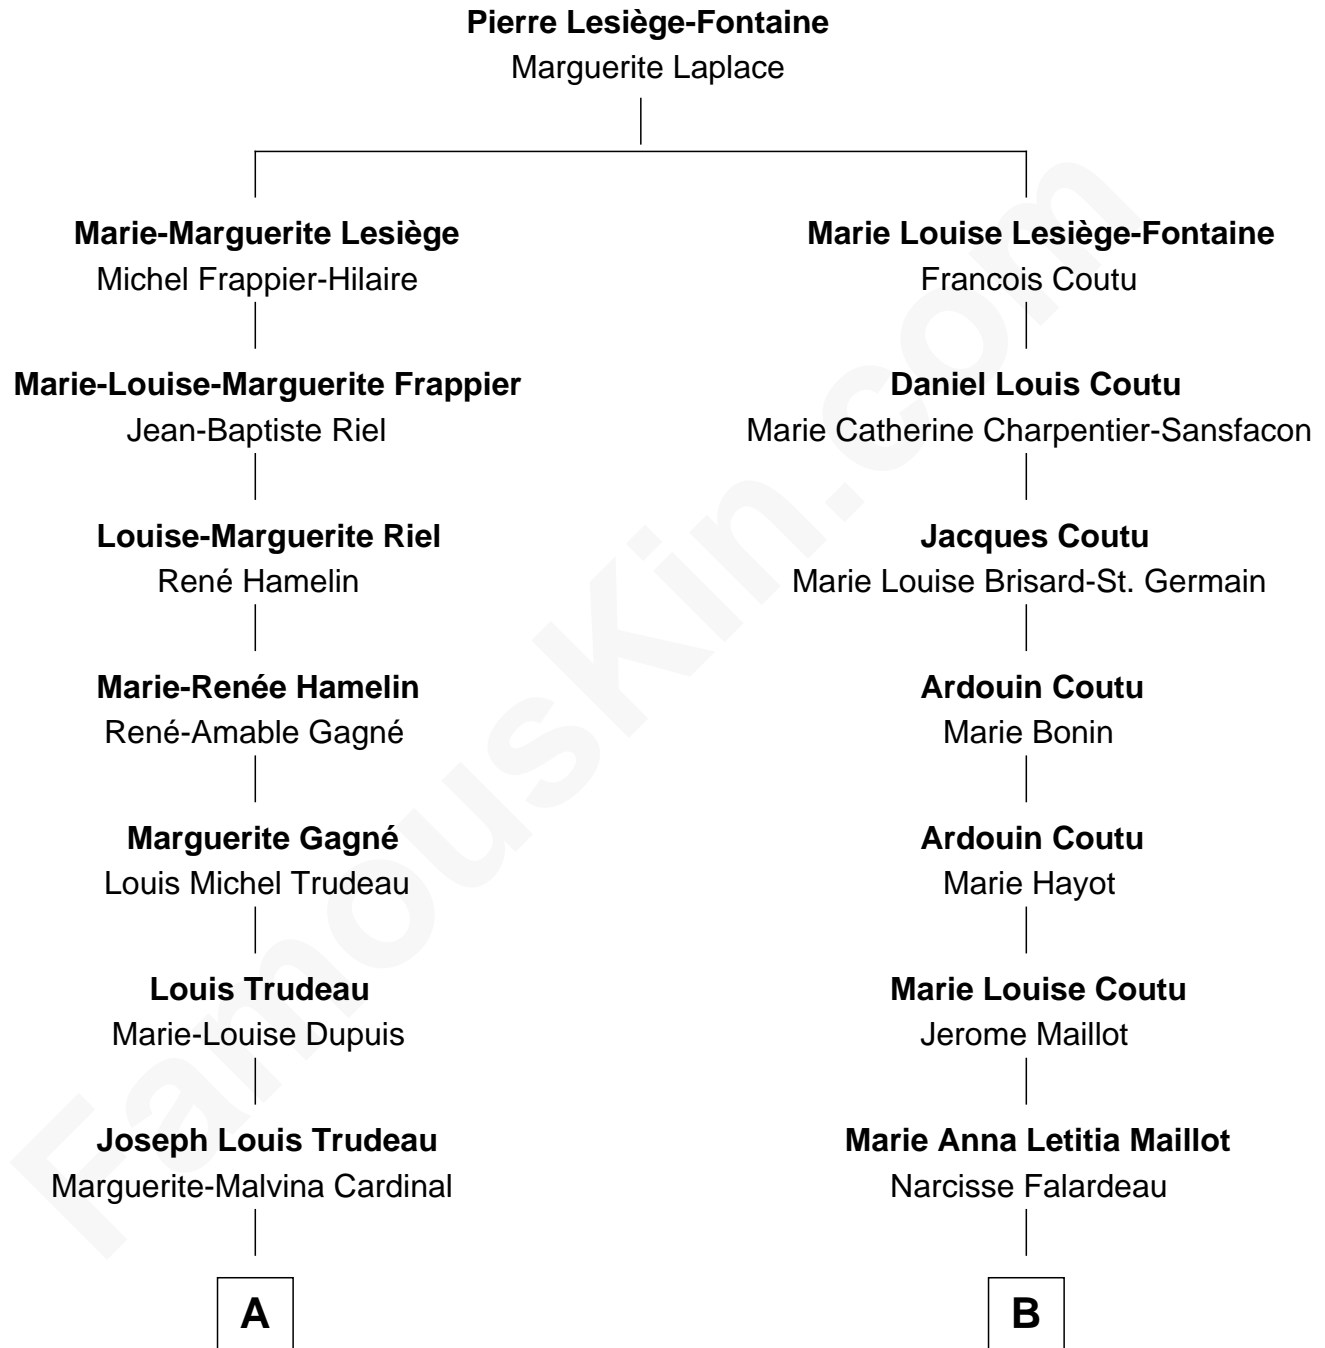 Pierre Lesiège-Fontaine
Marguerite Laplace
Marie-Marguerite Lesiège
Michel Frappier-Hilaire
Marie-Louise-Marguerite Frappier
Jean-Baptiste Riel
Louise-Marguerite Riel
René Hamelin
Marie-Renée Hamelin
René-Amable Gagné
Marguerite Gagné
Louis Michel Trudeau
Louis Trudeau
Marie-Louise Dupuis
Joseph Louis Trudeau
Marguerite-Malvina Cardinal
A
Marie Louise Lesiège-Fontaine
Francois Coutu
Daniel Louis Coutu
Marie Catherine Charpentier-Sansfacon
Jacques Coutu
Marie Louise Brisard-St. Germain
Ardouin Coutu
Marie Bonin
Ardouin Coutu
Marie Hayot
Marie Louise Coutu
Jerome Maillot
Marie Anna Letitia Maillot
Narcisse Falardeau
B
FamousKin.com